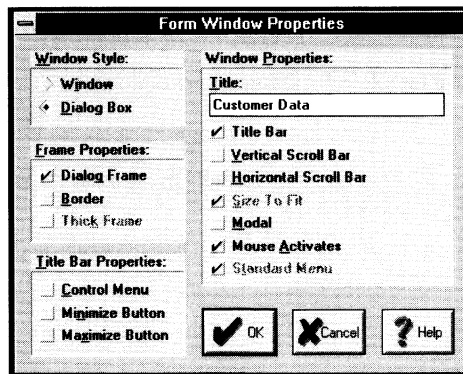 Form Window Properties
Window Style:
Window
Dialog Box
Frame Properties:
Dialog Frame
Border
Thick Frame
Title Bar Properties:
Control Menu
Minimize Button
Maximize Button
Window Properties:
Title:
Customer Data
Title Bar
Vertical Scroll Bar
Horizontal Scroll Bar
Size To Fit
Modal
Mouse Activates
Standard Menu
OK
Cancel
Help